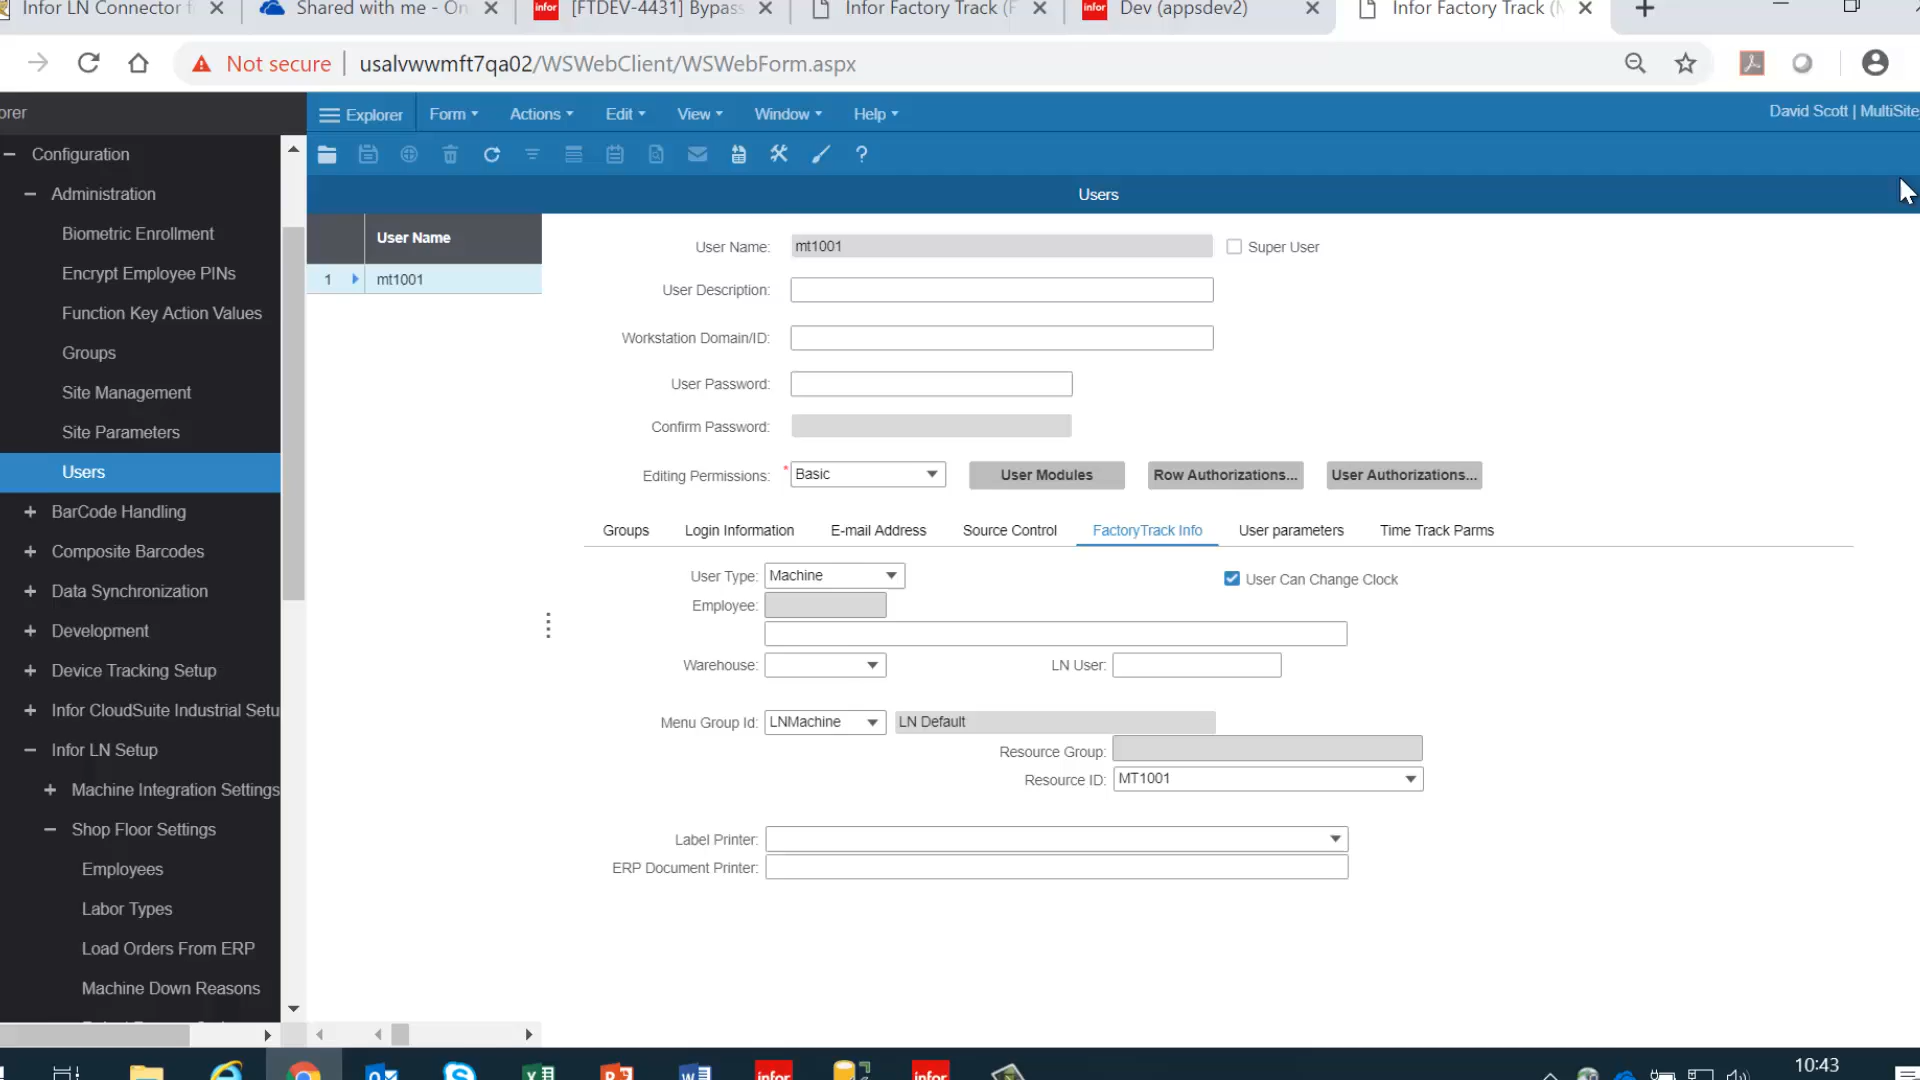 Infor LN Connector f
Shared with me - On
infor [FTDEV-4431] Bypass
Infor Factory Track (F
infor Dev (appsdev2)
Infor Factory Track (M
Not secure usalvwwmft7qa02/WSWebClient/WSWebForm.aspx
orer
Explorer Form Actions Edit View Window Help
David Scott | MultiSite
Configuration
Administration
Biometric Enrollment
Encrypt Employee PINs
Function Key Action Values
Groups
Site Management
Site Parameters
Users
BarCode Handling
Composite Barcodes
Data Synchronization
Development
Device Tracking Setup
Infor CloudSuite Industrial Setu
Infor LN Setup
Machine Integration Settings
Shop Floor Settings
Employees
Labor Types
Load Orders From ERP
Machine Down Reasons
Users
User Name
1 mt1001
User Name: mt1001 Super User
User Description:
Workstation Domain/ID:
User Password:
Confirm Password:
Editing Permissions: * Basic User Modules Row Authorizations... User Authorizations...
Groups Login Information E-mail Address Source Control FactoryTrack Info User parameters Time Track Parms
User Type: Machine User Can Change Clock
Employee:
Warehouse: LN User:
Menu Group Id: LNMachine LN Default
Resource Group:
Resource ID: MT1001
Label Printer:
ERP Document Printer:
infor
infor
10:43